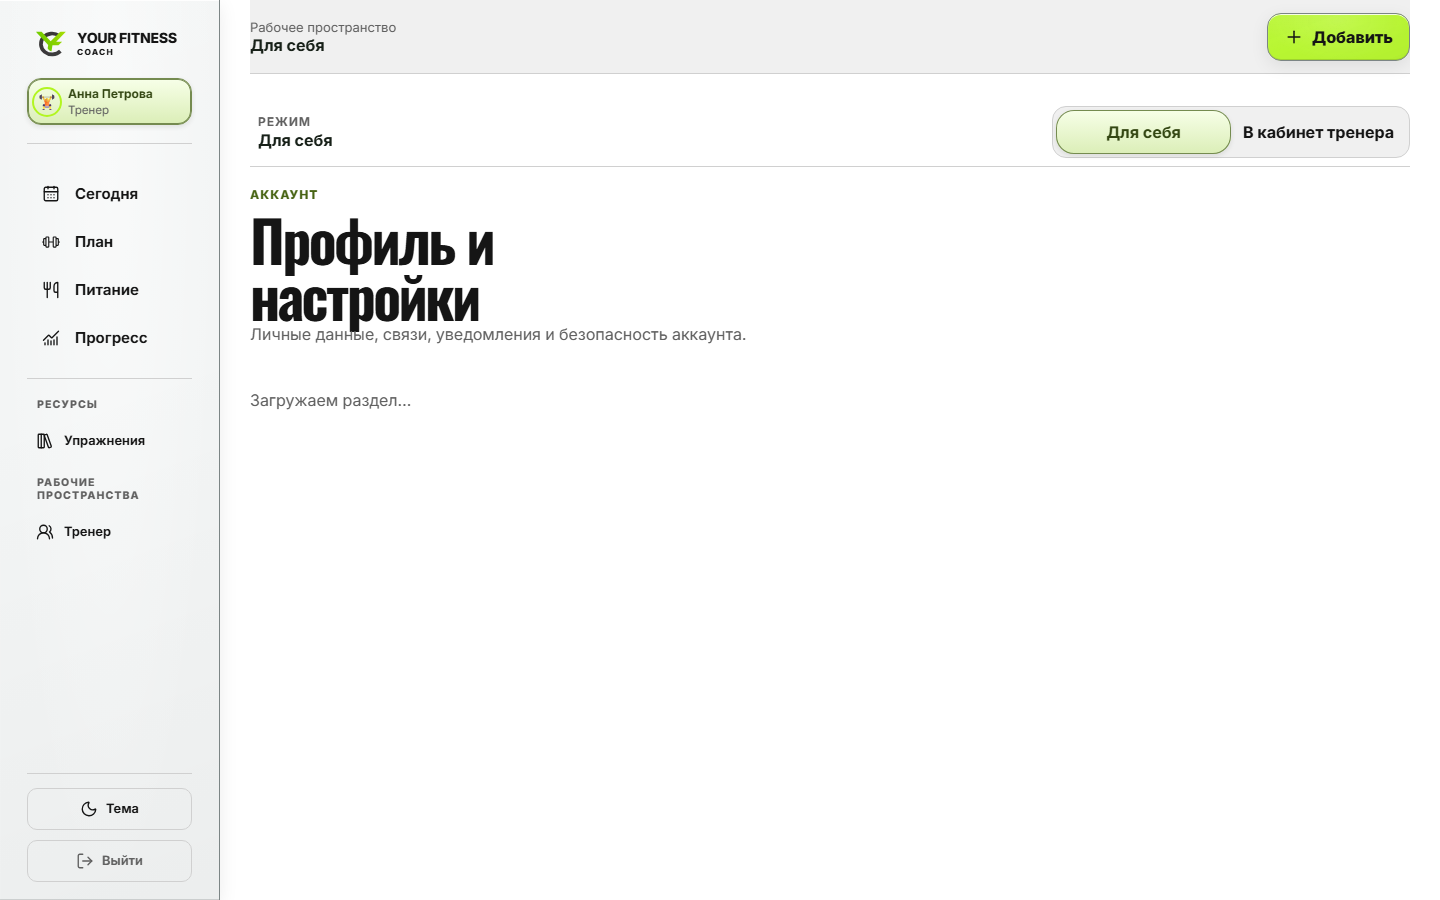 YOUR FITNESS
COACH
Анна Петрова
Тренер
Сегодня
План
Питание
Прогресс
РЕСУРСЫ
Упражнения
РАБОЧИЕ
ПРОСТРАНСТВА
Тренер
Тема
Выйти
Рабочее пространство
Для себя
Добавить
РЕЖИМ
Для себя
Для себя
В кабинет тренера
АККАУНТ
Профиль и
настройки
Личные данные, связи, уведомления и безопасность аккаунта.
Загружаем раздел...